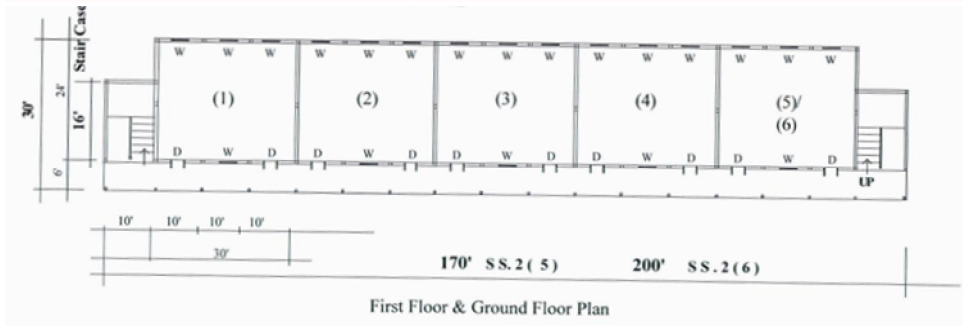 Stair Case
W W W W W W W W W W W W W W W
30'
24'
16'
(1) (2) (3) (4) (5)/
(6)
D W D D W D D W D D W D D W D
6'
UP
10' 10' 10' 10'
30'
170' SS.2(5) 200' SS.2(6)
First Floor & Ground Floor Plan